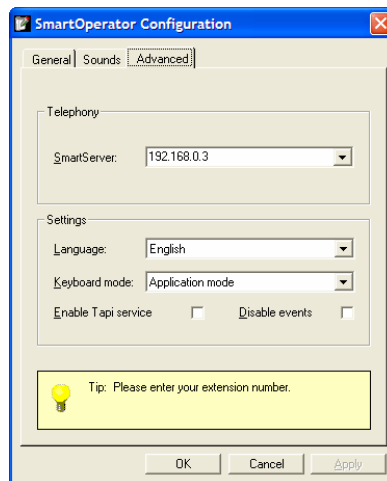 SmartOperator Configuration
General Sounds Advanced
Telephony
SmartServer: 192.168.0.3
Settings
Language: English
Keyboard mode: Application mode
Enable Tapi service Disable events
Tip: Please enter your extension number.
OK Cancel Apply